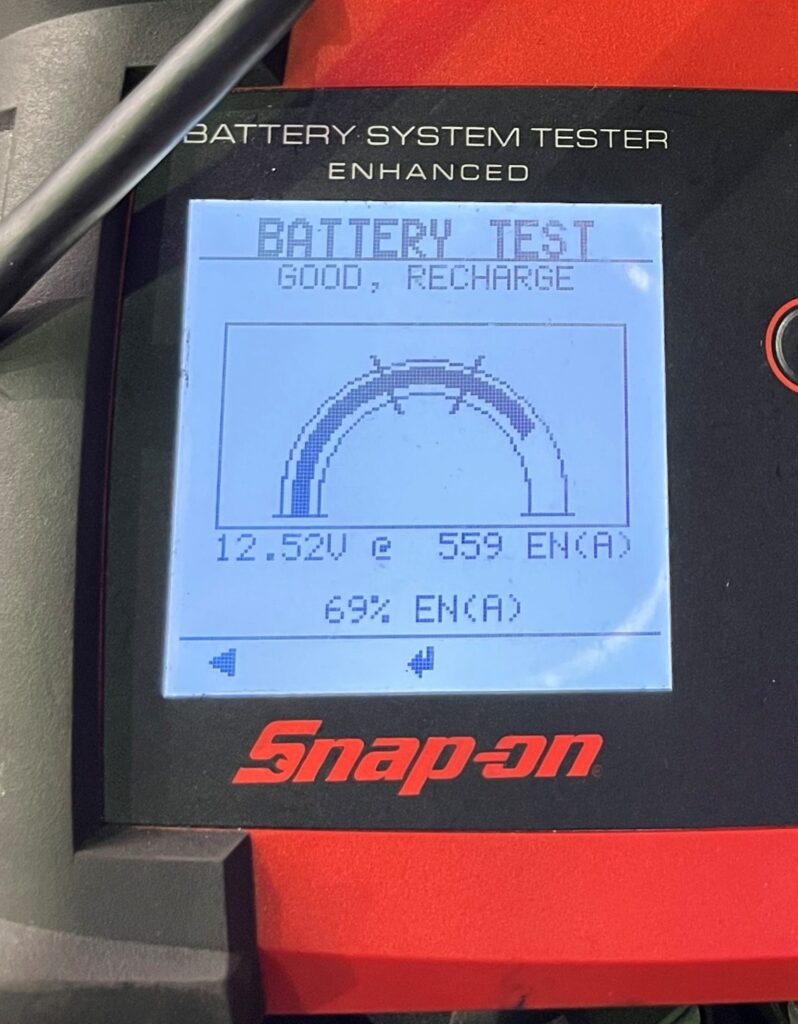 BATTERY SYSTEM TESTER
ENHANCED
BATTERY TEST
GOOD, RECHARGE
12.52V @ 559 EN(A)
69% EN(A)
Snap-on